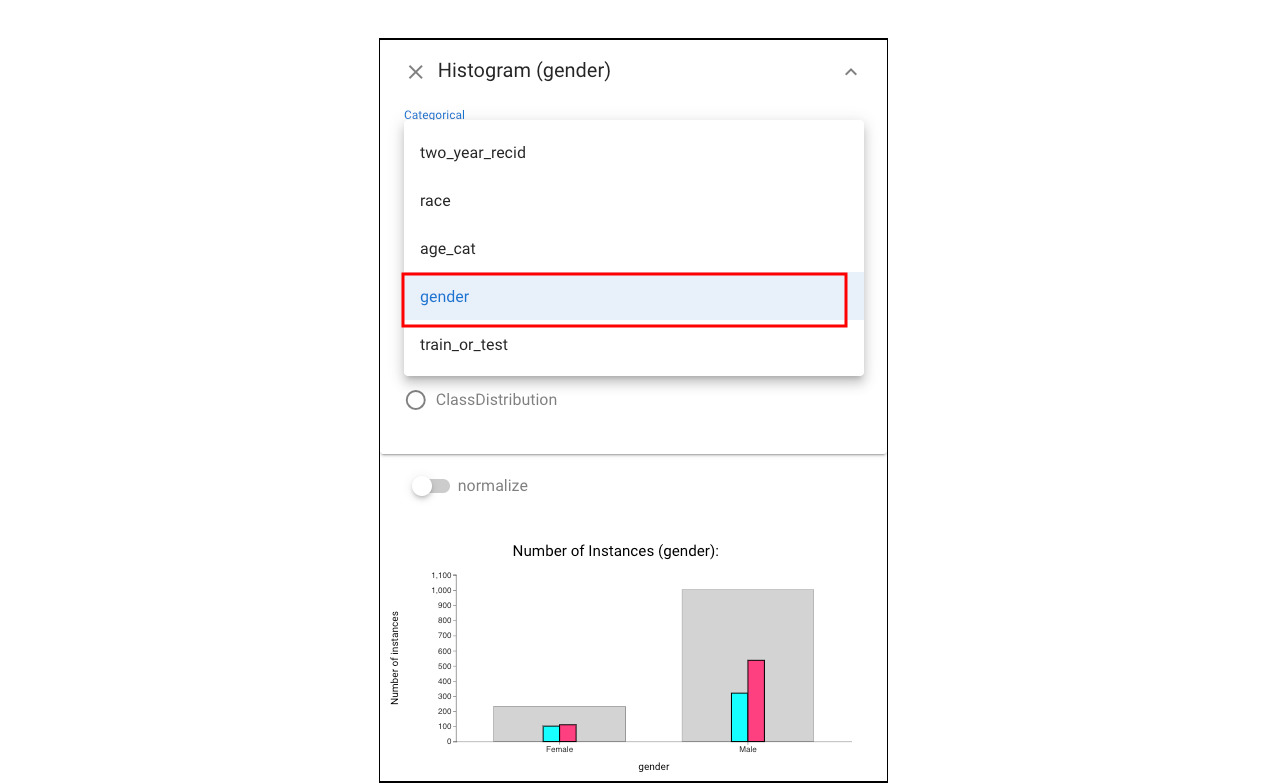 Histogram (gender)
Categorical
two_year_recid
race
age_cat
gender
train_or_test
ClassDistribution
normalize
Number of Instances (gender):
1,100
1,000
900
800
700
600
500
400
300
200
100
0
Number of instances
Female
Male
gender